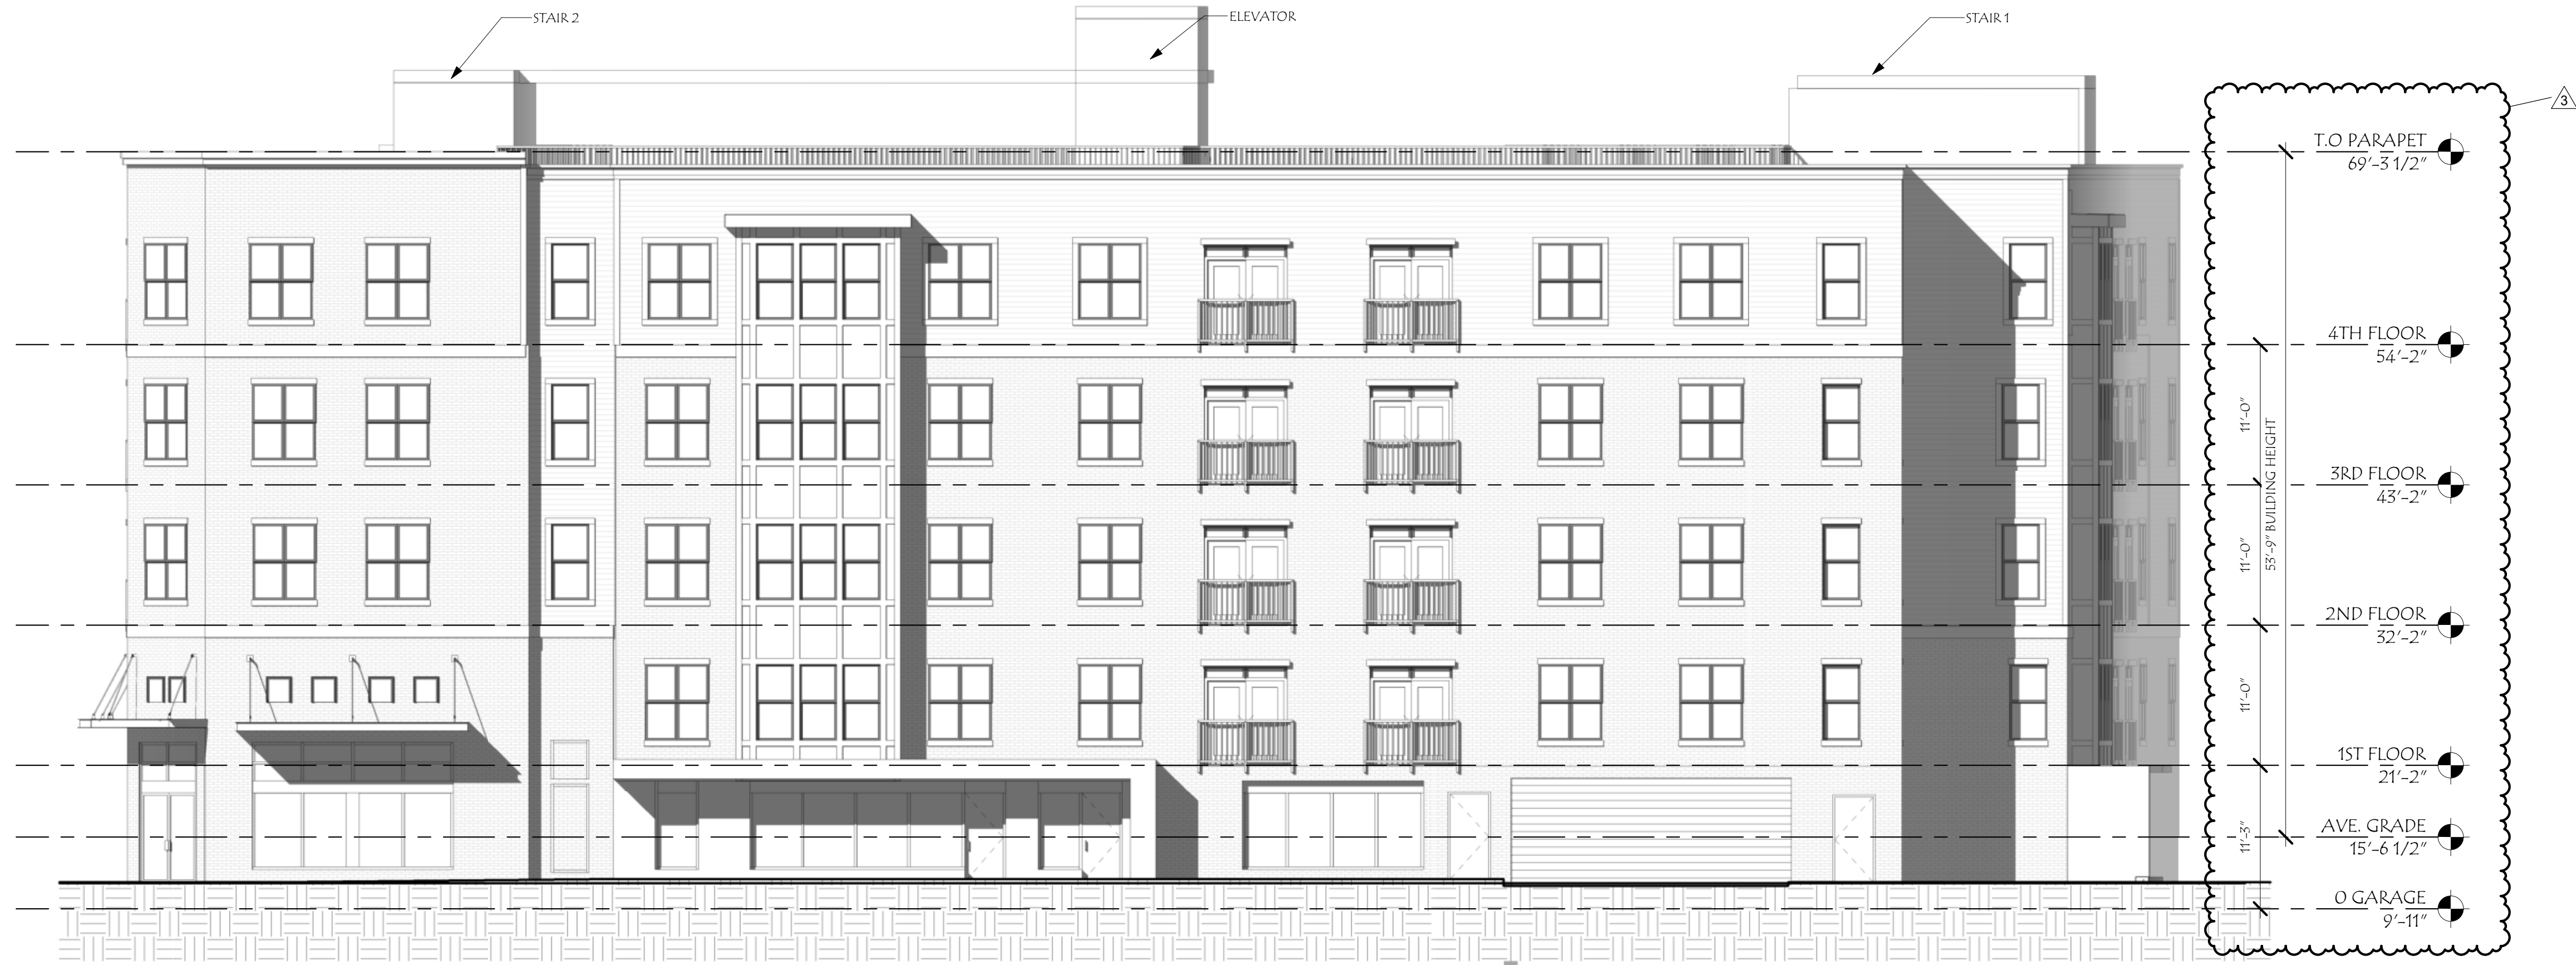 STAIR 2
ELEVATOR
STAIR 1
3
T.O PARAPET
69'-3 1/2"
4TH FLOOR
54'-2"
11'-0"
53'-9" BUILDING HEIGHT
3RD FLOOR
43'-2"
11'-0"
2ND FLOOR
32'-2"
11'-0"
1ST FLOOR
21'-2"
11'-3"
AVE. GRADE
15'-6 1/2"
0 GARAGE
9'-11"